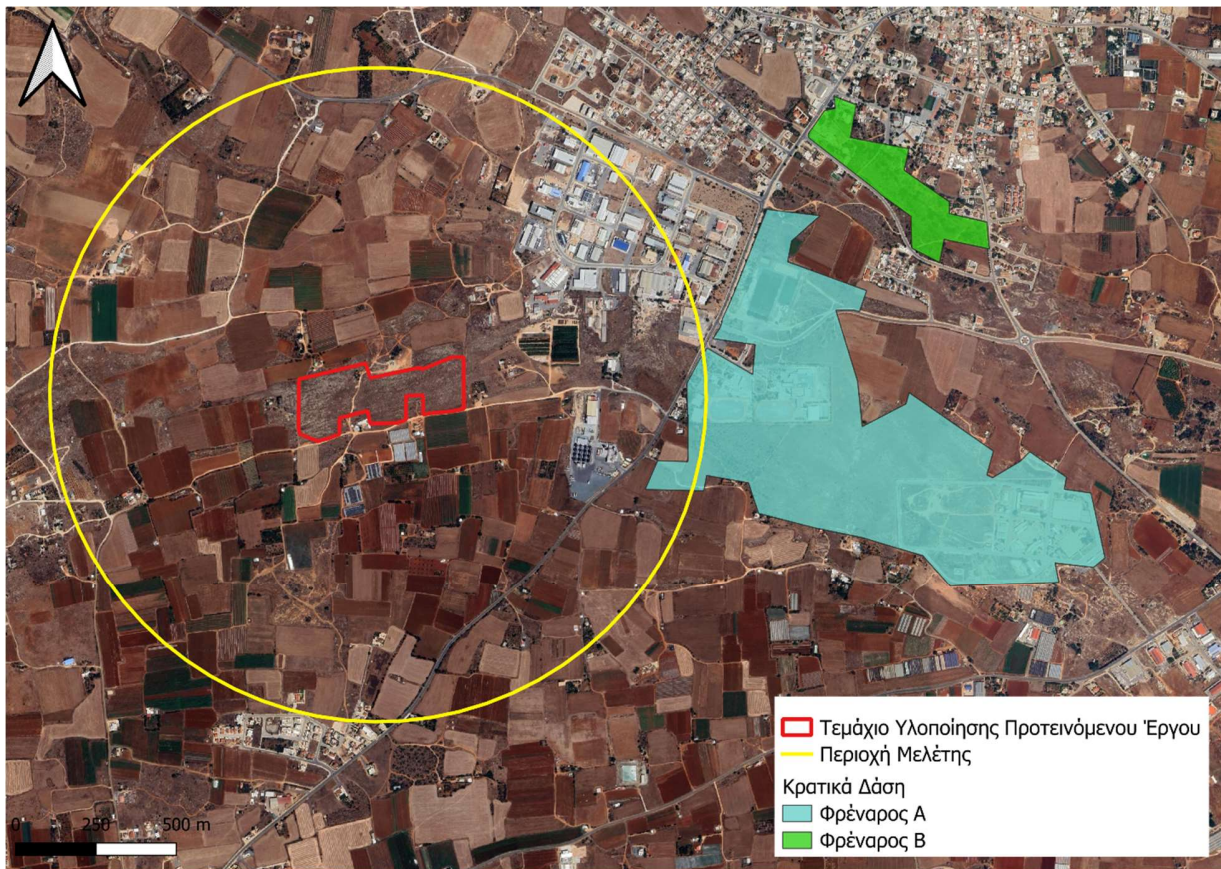 Τεμάχιο Υλοποίησης Προτεινόμενου Έργου
Περιοχή Μελέτης
Κρατικά Δάση
Φρέναρος Α
Φρέναρος Β
0 250 500 m